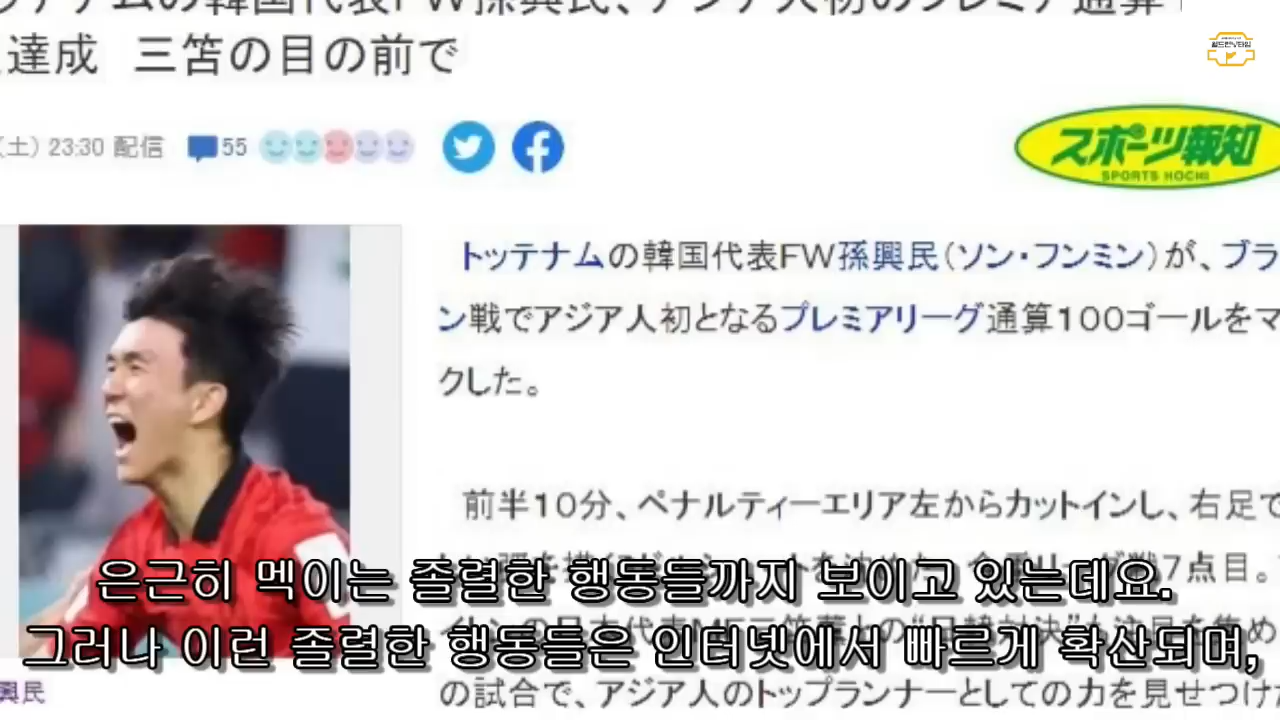 達成 三笘の目の前で
(土) 23:30 配信
55
スポーツ報知
SPORTS HOCHI
トッテナムの韓国代表FW孫興民(ソン・フンミン)が、ブラ
ン戦でアジア人初となるプレミアリーグ通算100ゴールをマ
クした。
前半10分、ペナルティーエリア左からカットインし、右足で
7点目。
은근히 멕이는 졸렬한 행동들까지 보이고 있는데요.
그러나 이런 졸렬한 행동들은 인터넷에서 빠르게 확산되며,
興民
の試合で、アジア人のトップランナーとしての力を見せつけ